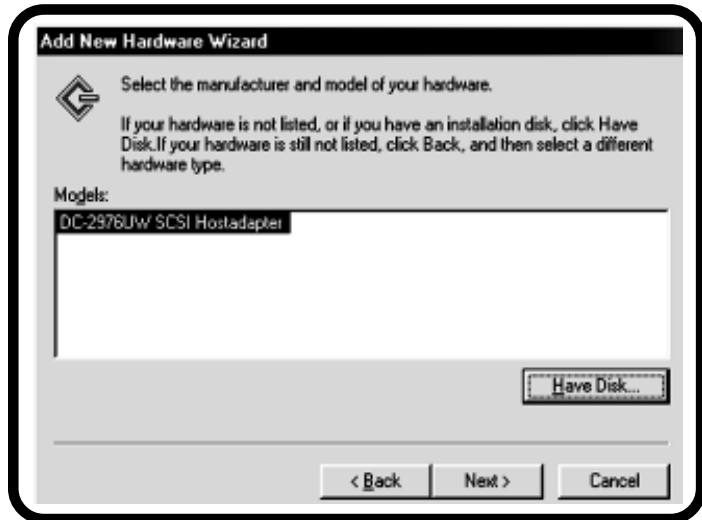 Add New Hardware Wizard
Select the manufacturer and model of your hardware.
If your hardware is not listed, or if you have an installation disk, click Have
Disk.If your hardware is still not listed, click Back, and then select a different
hardware type.
Models:
DC-2976UW SCSI Hostadapter
Have Disk...
< Back
Next >
Cancel